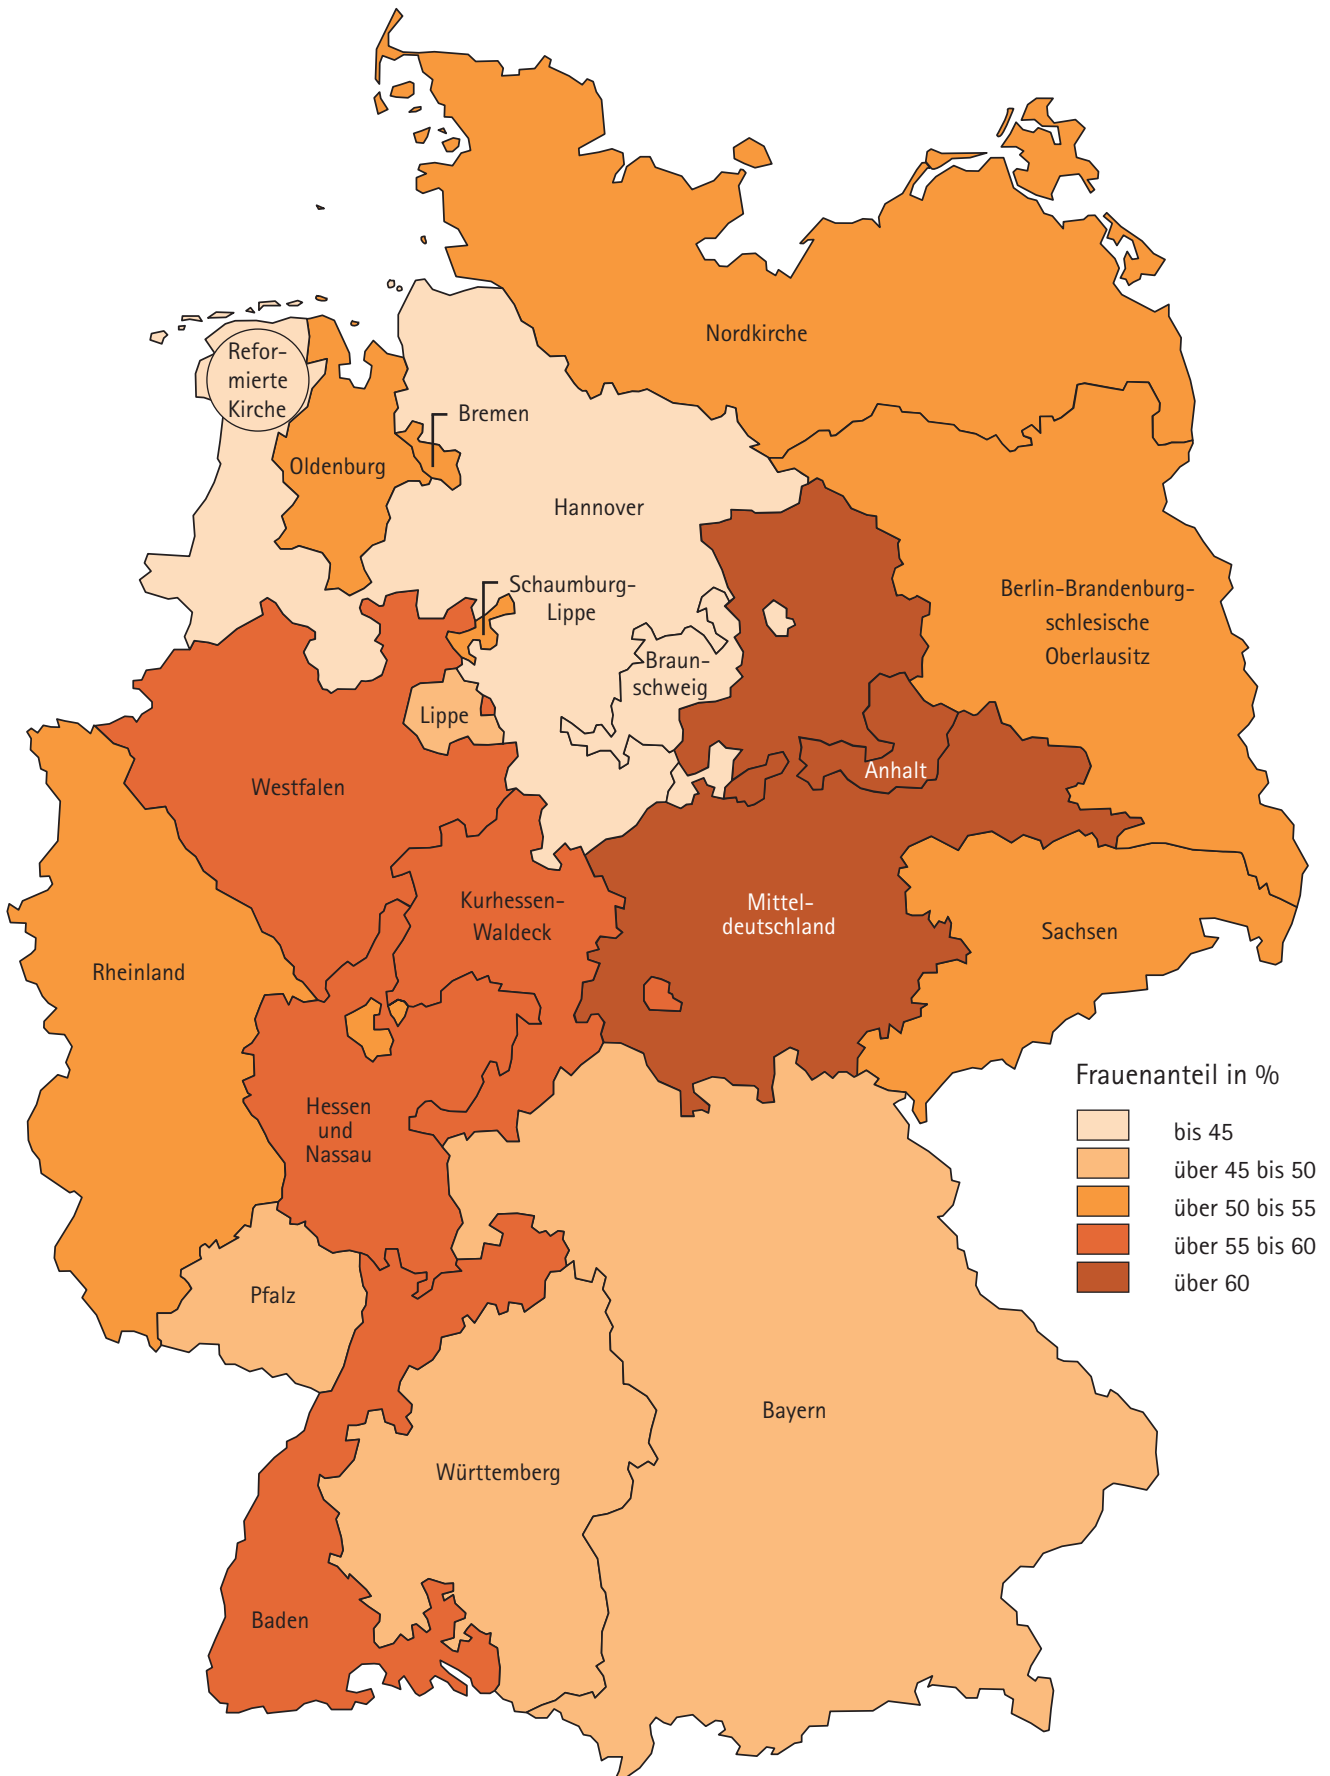 Nordkirche
Refor-
mierte
Kirche
Bremen
Oldenburg
Hannover
Schaumburg-
Lippe
Berlin-Brandenburg-
schlesische
Oberlausitz
Braun-
schweig
Lippe
Westfalen
Anhalt
Kurhessen-
Waldeck
Mittel-
deutschland
Sachsen
Rheinland
Hessen
und
Nassau
Frauenanteil in %
bis 45
über 45 bis 50
über 50 bis 55
über 55 bis 60
über 60
Pfalz
Bayern
Württemberg
Baden